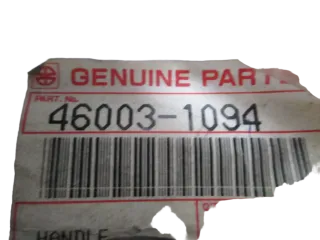 GENUINE PART
PART. No.
46003-1094
HANDLE